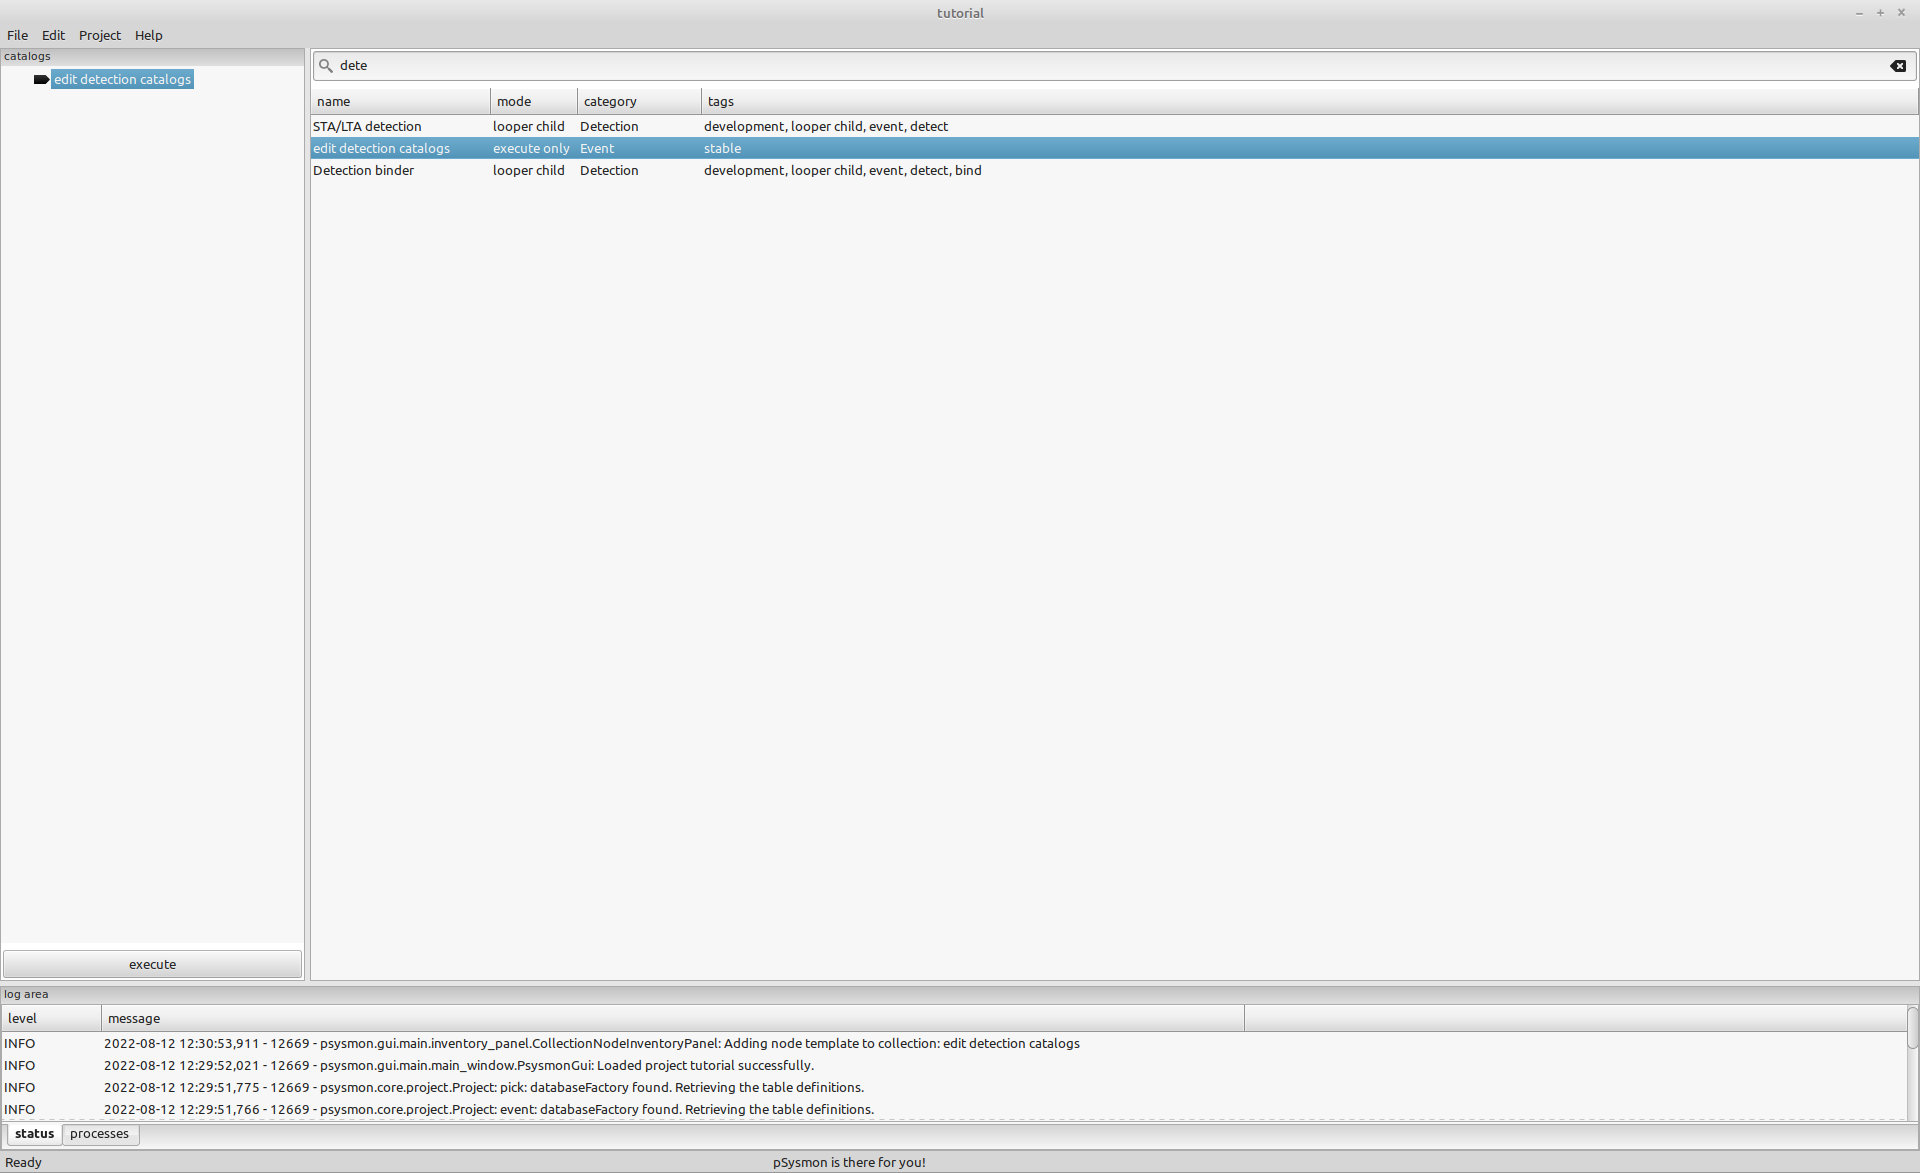 tutorial
File Edit Project Help
catalogs
edit detection catalogs
dete
name mode category tags
STA/LTA detection looper child Detection development, looper child, event, detect
edit detection catalogs execute only Event stable
Detection binder looper child Detection development, looper child, event, detect, bind
execute
log area
level message
INFO 2022-08-12 12:30:53,911 - 12669 - psysmon.gui.main.inventory_panel.CollectionNodeInventoryPanel: Adding node template to collection: edit detection catalogs
INFO 2022-08-12 12:29:52,021 - 12669 - psysmon.gui.main.main_window.PsysmonGui: Loaded project tutorial successfully.
INFO 2022-08-12 12:29:51,775 - 12669 - psysmon.core.project.Project: pick: databaseFactory found. Retrieving the table definitions.
INFO 2022-08-12 12:29:51,766 - 12669 - psysmon.core.project.Project: event: databaseFactory found. Retrieving the table definitions.
status processes
Ready pSysmon is there for you!